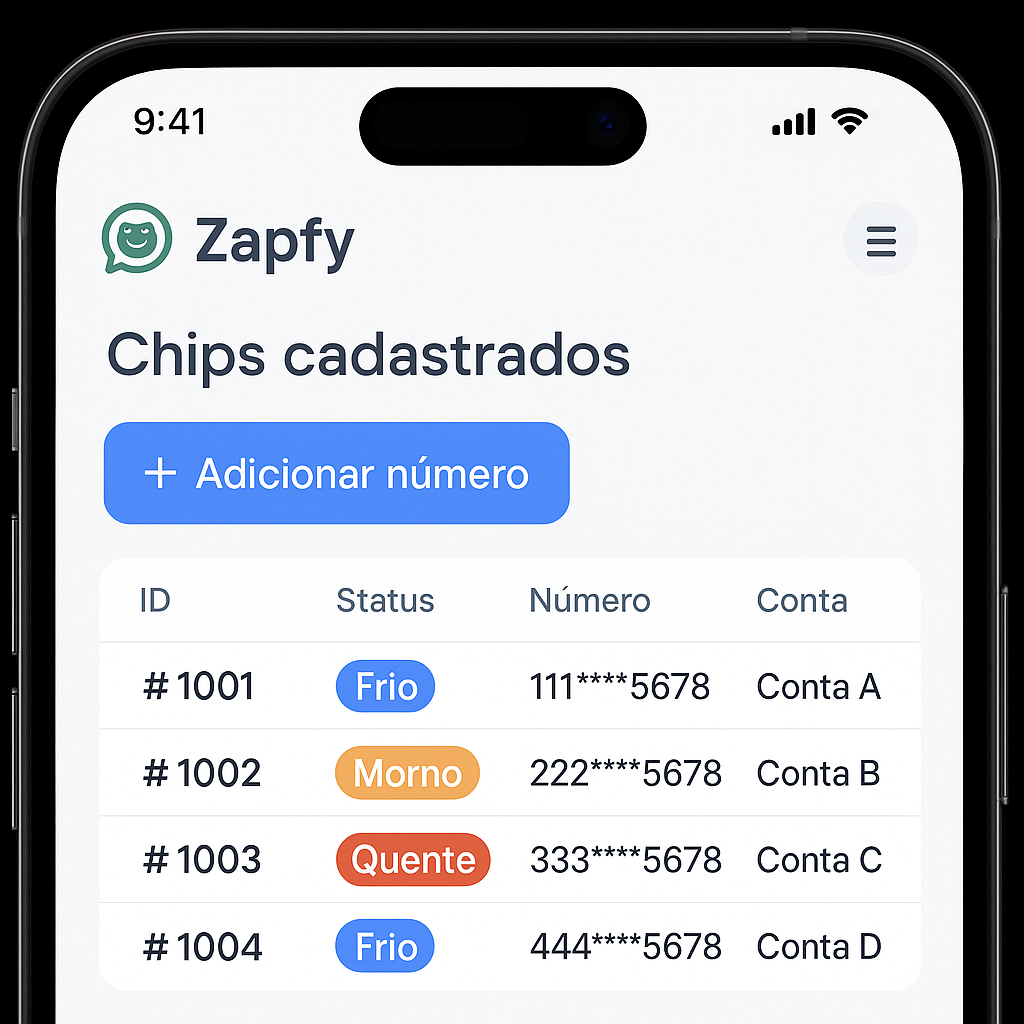 9:41
Zapfy
Chips cadastrados
+ Adicionar número
ID Status Número Conta
# 1001 Frio 111****5678 Conta A
# 1002 Morno 222****5678 Conta B
# 1003 Quente 333****5678 Conta C
# 1004 Frio 444****5678 Conta D